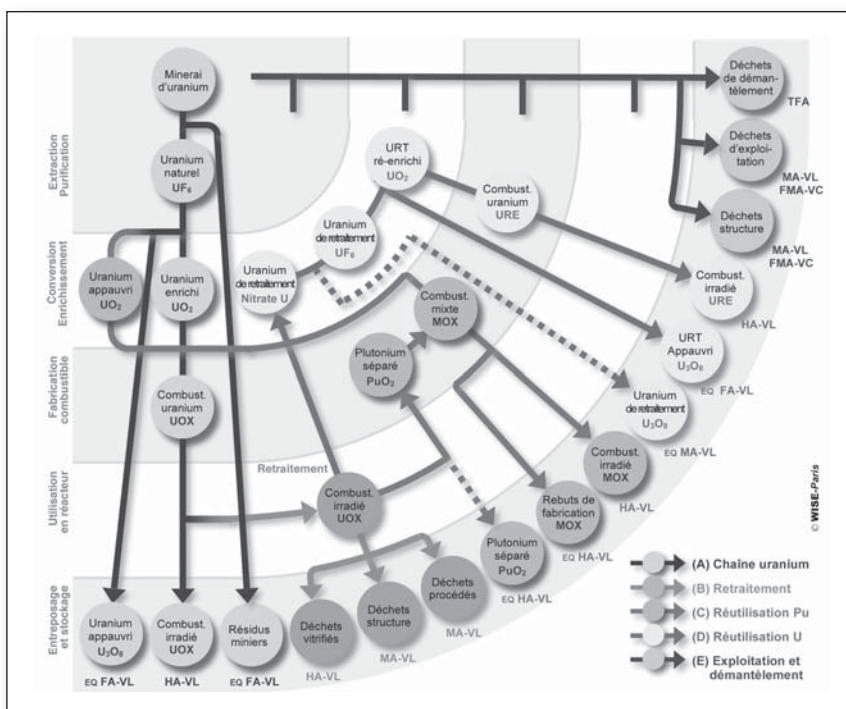 Minerai
d'uranium
Uranium
naturel
UF₆
Uranium
appauvri
UO₂
Uranium
enrichi
UO₂
Combust.
uranium
UOX
Uranium
appauvri
U₃O₈
EQ FA-VL
Combust.
irradié
UOX
HA-VL
Résidus
miniers
EQ FA-VL
Extraction
Purification
Conversion
Enrichissement
Fabrication
combustible
Utilisation
en réacteur
Entreposage
et stockage
Retraitement
Combust.
irradié
UOX
Déchets
vitrifiés
HA-VL
Déchets
structure
MA-VL
Déchets
procédés
MA-VL
Uranium
de retraitement
Nitrate U
Uranium
de retraitement
UF₆
URT
ré-enrichi
UO₂
Combust.
uranium
URE
Combust.
mixte
MOX
Plutonium
séparé
PuO₂
Plutonium
séparé
PuO₂
EQ HA-VL
Rebuts de
fabrication
MOX
EQ HA-VL
Combust.
irradié
MOX
HA-VL
Uranium
de retraitement
U₃O₈
EQ MA-VL
URT
Appauvri
U₃O₈
EQ FA-VL
Combust.
irradié
URE
HA-VL
Déchets
de déman-
tèlement
TFA
Déchets
d'exploi-
tation
MA-VL
FMA-VC
Déchets
structure
MA-VL
FMA-VC
© WISE-Paris
(A) Chaîne uranium
(B) Retraitement
(C) Réutilisation Pu
(D) Réutilisation U
(E) Exploitation et
démantèlement